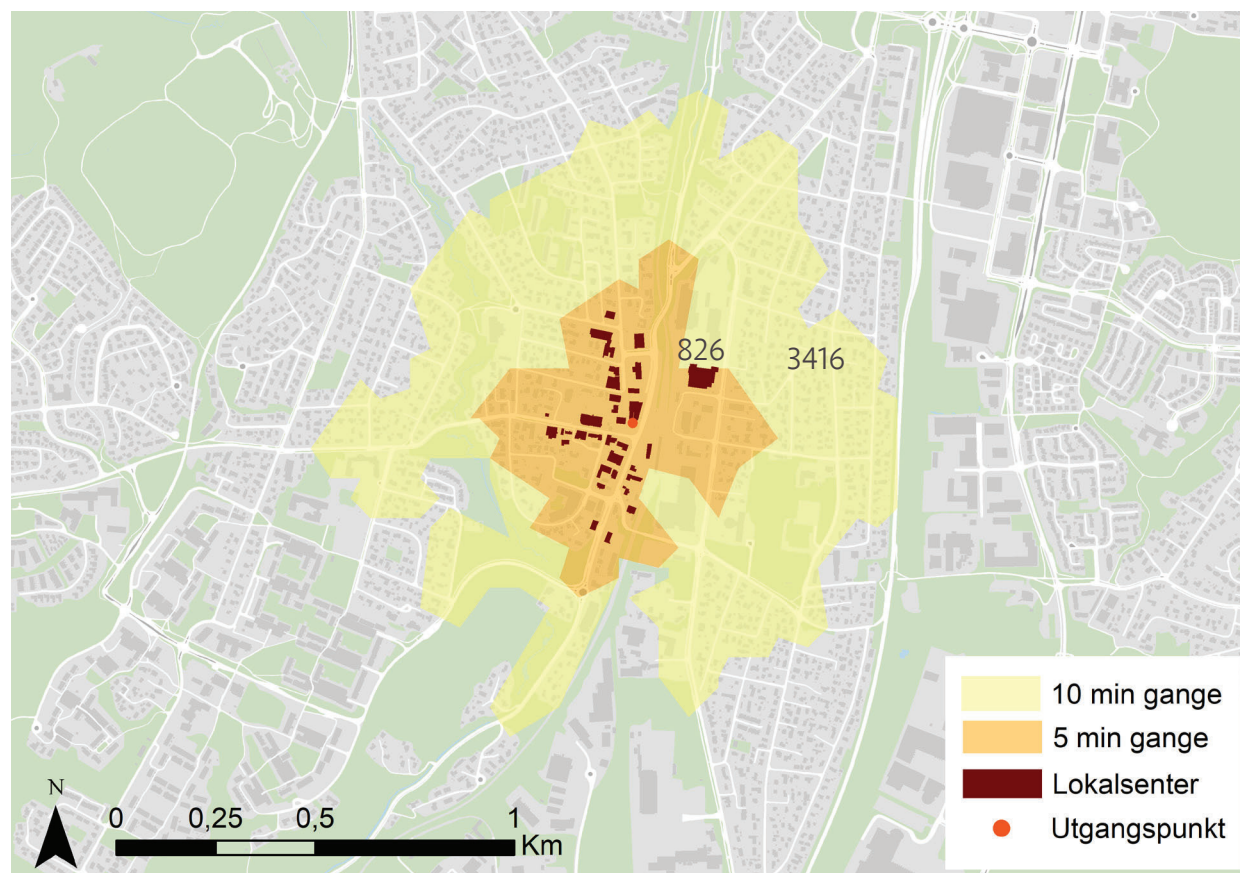 826
3416
10 min gange
5 min gange
Lokalsenter
Utgangspunkt
N
0 0,25 0,5 1
Km